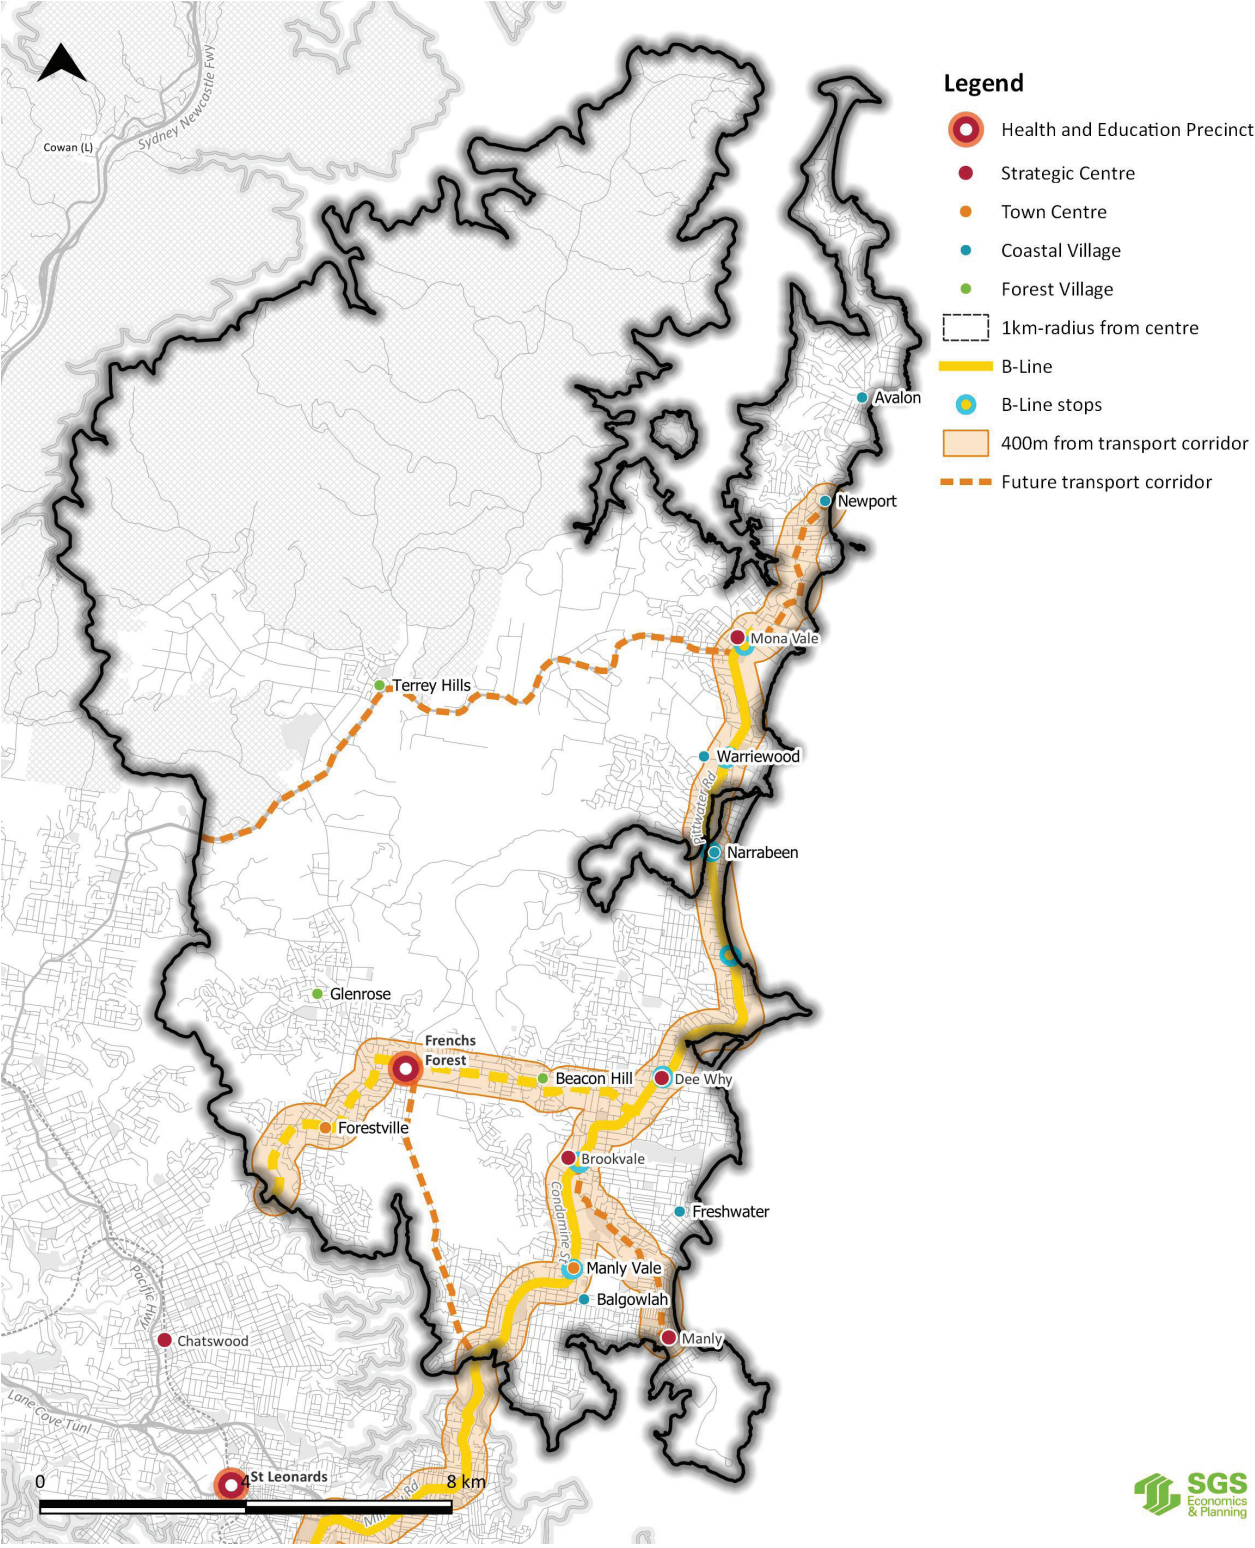 Legend
Health and Education Precinct
Strategic Centre
Town Centre
Coastal Village
Forest Village
1km-radius from centre
B-Line
B-Line stops
400m from transport corridor
Future transport corridor
Sydney Newcastle Fwy
Cowan (L)
Avalon
Newport
Mona Vale
Terrey Hills
Warriewood
Pittwater Rd
Narrabeen
Glenrose
Frenchs
Forest
Beacon Hill
Dee Why
Forestville
Brookvale
Condamine St
Freshwater
Manly Vale
Balgowlah
Pacific Hwy
Chatswood
Manly
Lane Cove Tunl
St Leonards
0 4 8 km
SGS
Economics
& Planning